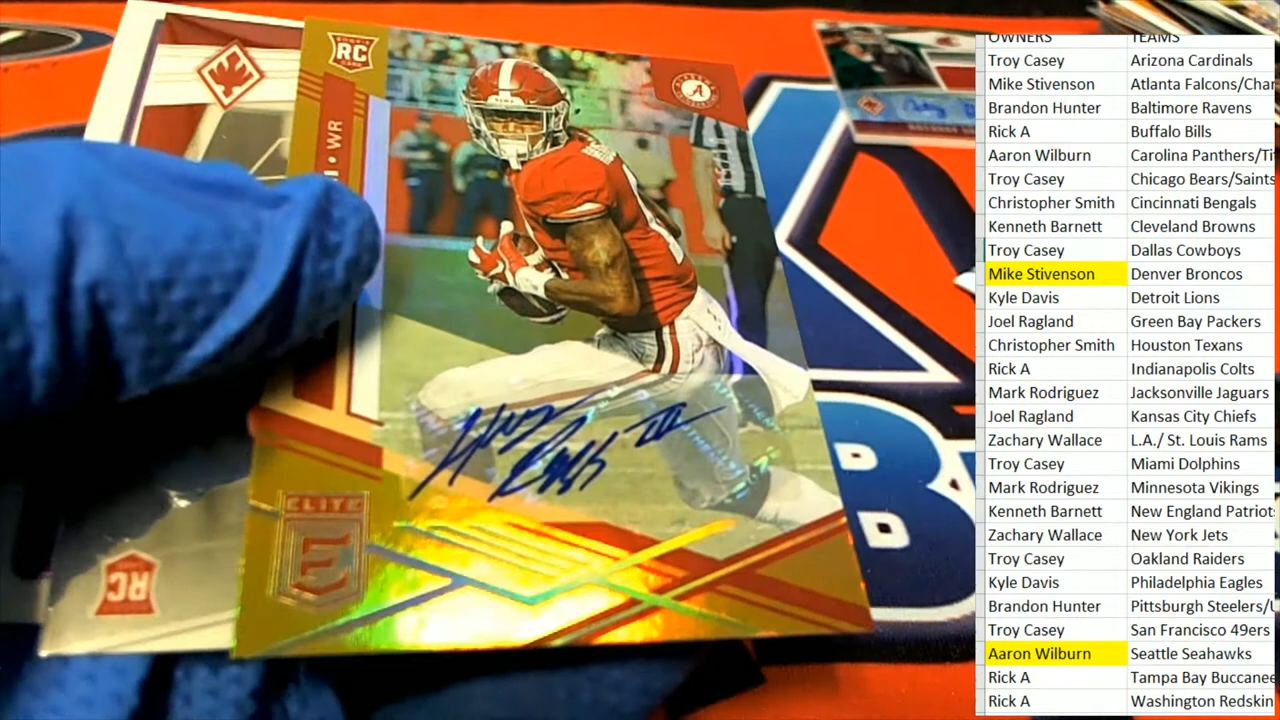 ROOKIE
RC
CARD
WR
A
ELITE
E
RC
B
OWNERS TEAMS
Troy Casey Arizona Cardinals
Mike Stivenson Atlanta Falcons/Char
Brandon Hunter Baltimore Ravens
Rick A Buffalo Bills
Aaron Wilburn Carolina Panthers/Ti
Troy Casey Chicago Bears/Saints
Christopher Smith Cincinnati Bengals
Kenneth Barnett Cleveland Browns
Troy Casey Dallas Cowboys
Mike Stivenson Denver Broncos
Kyle Davis Detroit Lions
Joel Ragland Green Bay Packers
Christopher Smith Houston Texans
Rick A Indianapolis Colts
Mark Rodriguez Jacksonville Jaguars
Joel Ragland Kansas City Chiefs
Zachary Wallace L.A./ St. Louis Rams
Troy Casey Miami Dolphins
Mark Rodriguez Minnesota Vikings
Kenneth Barnett New England Patriots
Zachary Wallace New York Jets
Troy Casey Oakland Raiders
Kyle Davis Philadelphia Eagles
Brandon Hunter Pittsburgh Steelers/
Troy Casey San Francisco 49ers
Aaron Wilburn Seattle Seahawks
Rick A Tampa Bay Buccanee
Rick A Washington Redskin